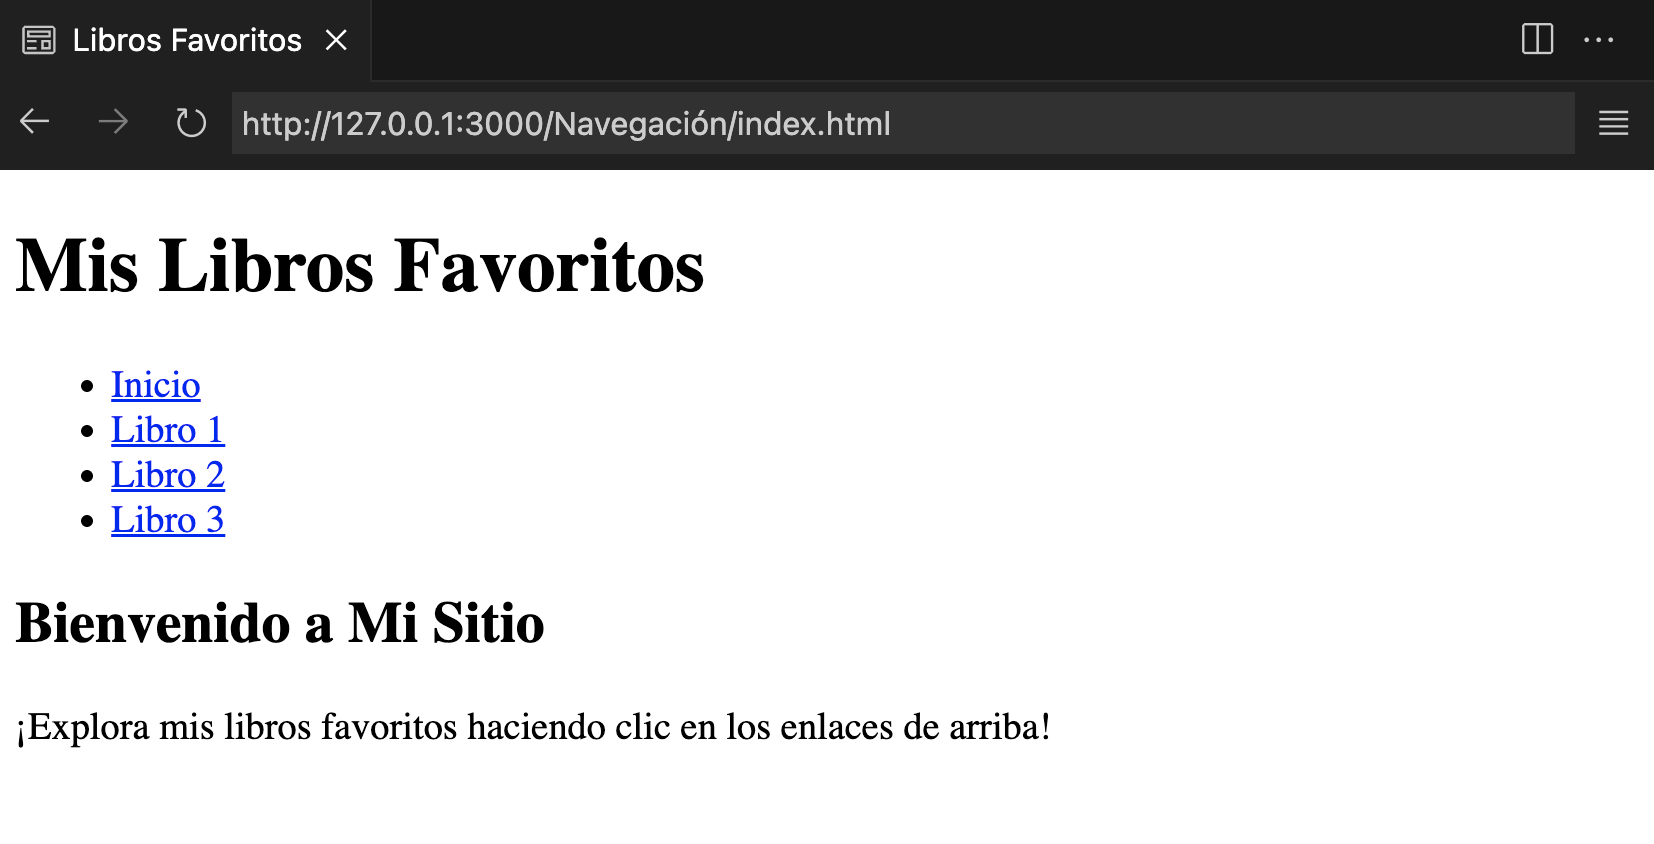 Libros Favoritos
http://127.0.0.1:3000/Navegación/index.html
Mis Libros Favoritos
Inicio
Libro 1
Libro 2
Libro 3
Bienvenido a Mi Sitio
¡Explora mis libros favoritos haciendo clic en los enlaces de arriba!